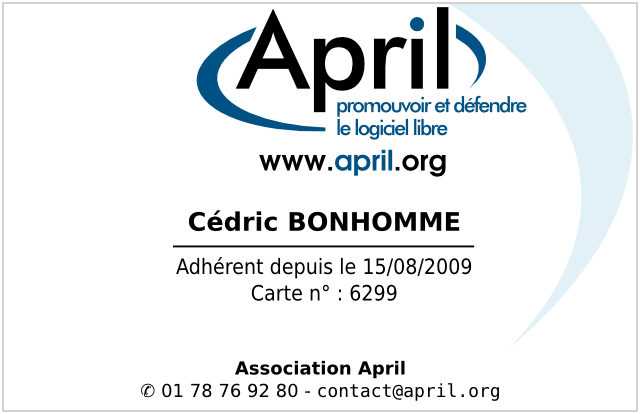 April
promouvoir et défendre
le logiciel libre
www.april.org
Cédric BONHOMME
Adhérent depuis le 15/08/2009
Carte n° : 6299
Association April
✆ 01 78 76 92 80 - contact@april.org